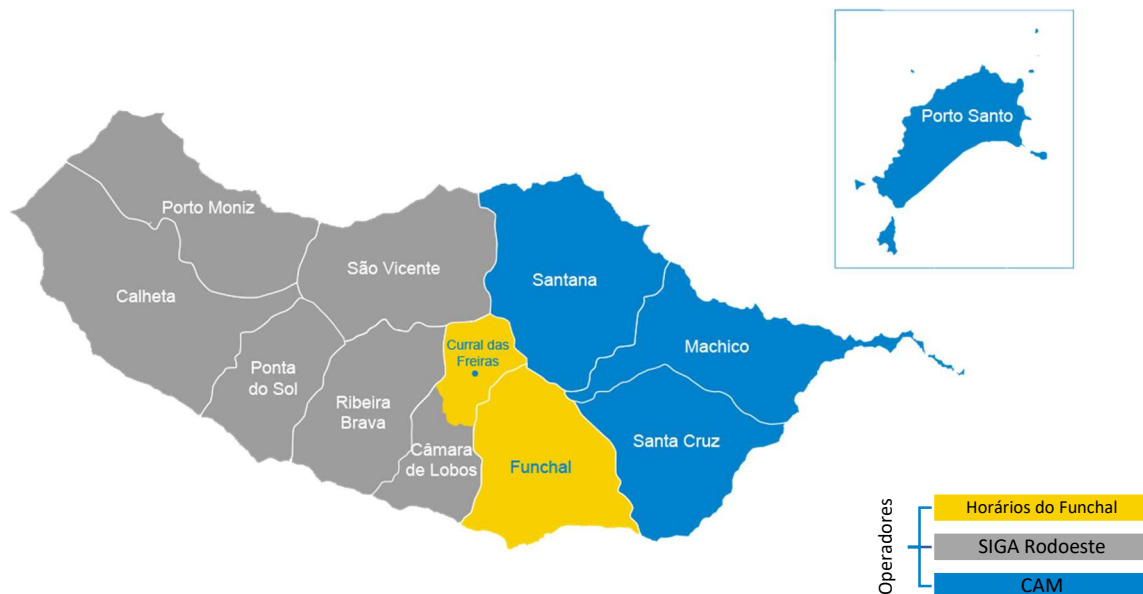 Porto Santo
Porto Moniz
São Vicente
Santana
Calheta
Curral das
Freiras
Machico
Ponta
do Sol
Ribeira
Brava
Câmara
de Lobos
Funchal
Santa Cruz
Operadores
Horários do Funchal
SIGA Rodoeste
CAM